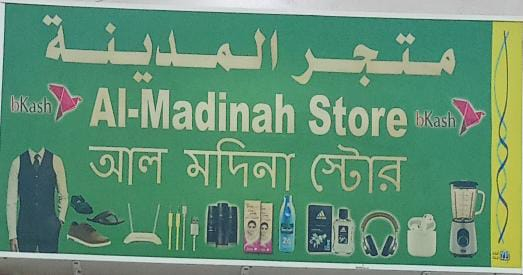 متجر المدينة
bKash Al-Madinah Store bKash
আল মদিনা স্টোর